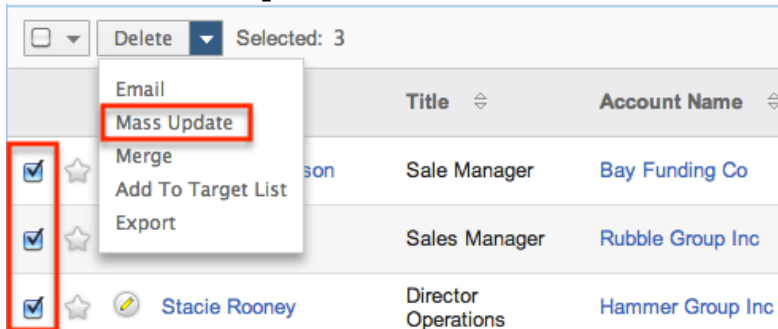 Delete Selected: 3
Email
Mass Update
Merge
Add To Target List
Export
Title Account Name
son Sale Manager Bay Funding Co
Sales Manager Rubble Group Inc
Stacie Rooney Director
Operations Hammer Group Inc